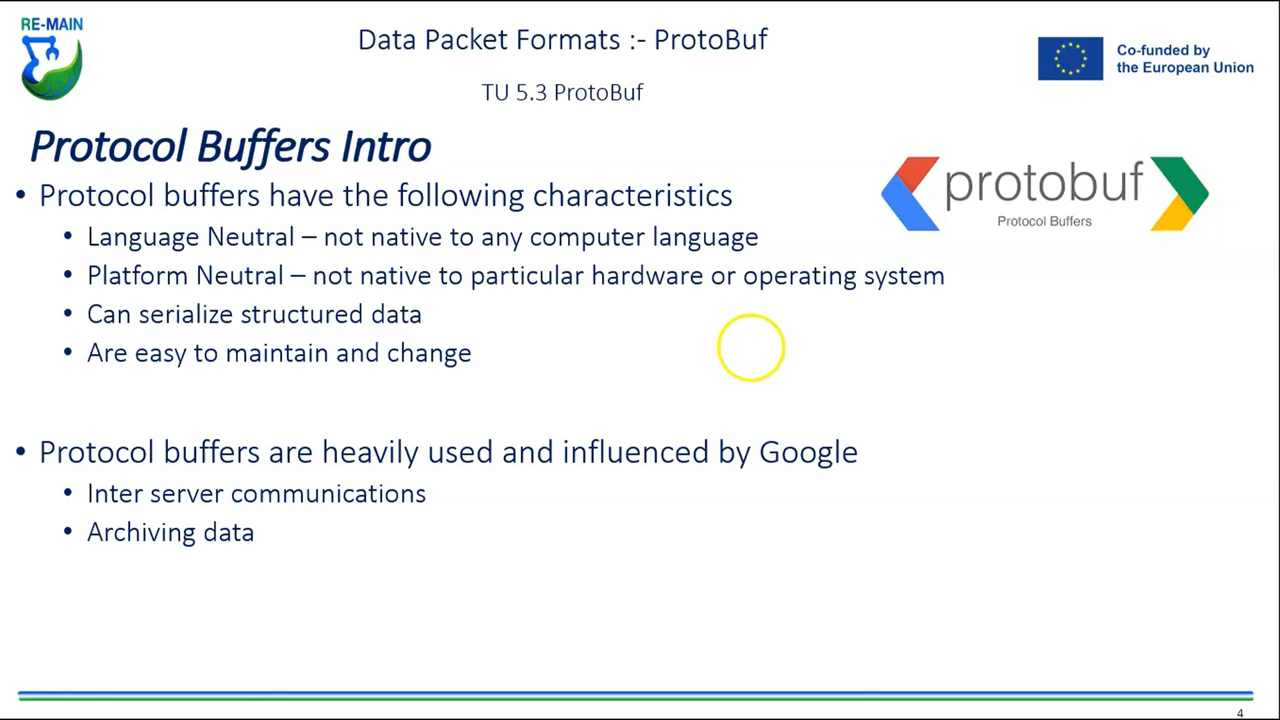 RE-MAIN
Data Packet Formats :- ProtoBuf
Co-funded by
the European Union
TU 5.3 ProtoBuf
Protocol Buffers Intro
protobuf
Protocol Buffers
• Protocol buffers have the following characteristics
• Language Neutral – not native to any computer language
• Platform Neutral – not native to particular hardware or operating system
• Can serialize structured data
• Are easy to maintain and change
• Protocol buffers are heavily used and influenced by Google
• Inter server communications
• Archiving data
4